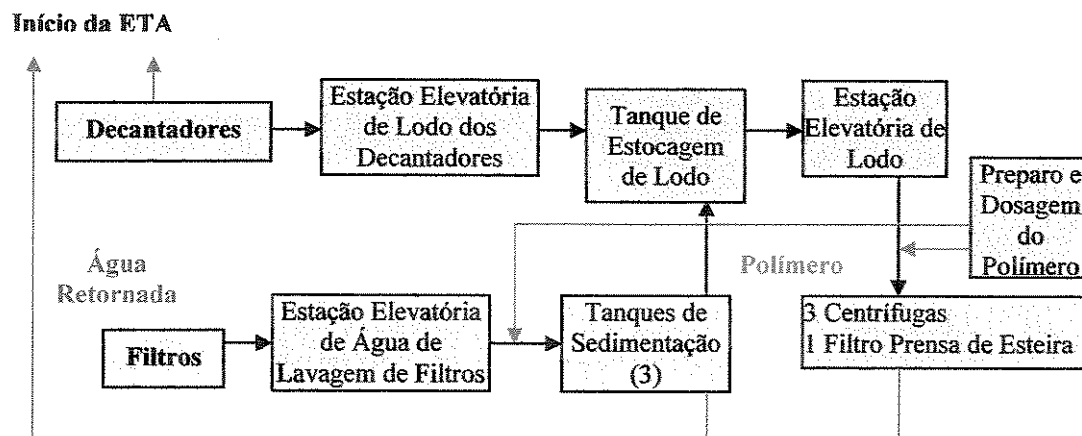 Início da ETA
Decantadores
Estação Elevatória
de Lodo dos
Decantadores
Tanque de
Estocagem
de Lodo
Estação
Elevatória de
Lodo
Preparo e
Dosagem
do
Polímero
Água
Retornada
Polímero
Filtros
Estação Elevatória
de Água de
Lavagem de Filtros
Tanques de
Sedimentação
(3)
3 Centrífugas
1 Filtro Prensa de Esteira